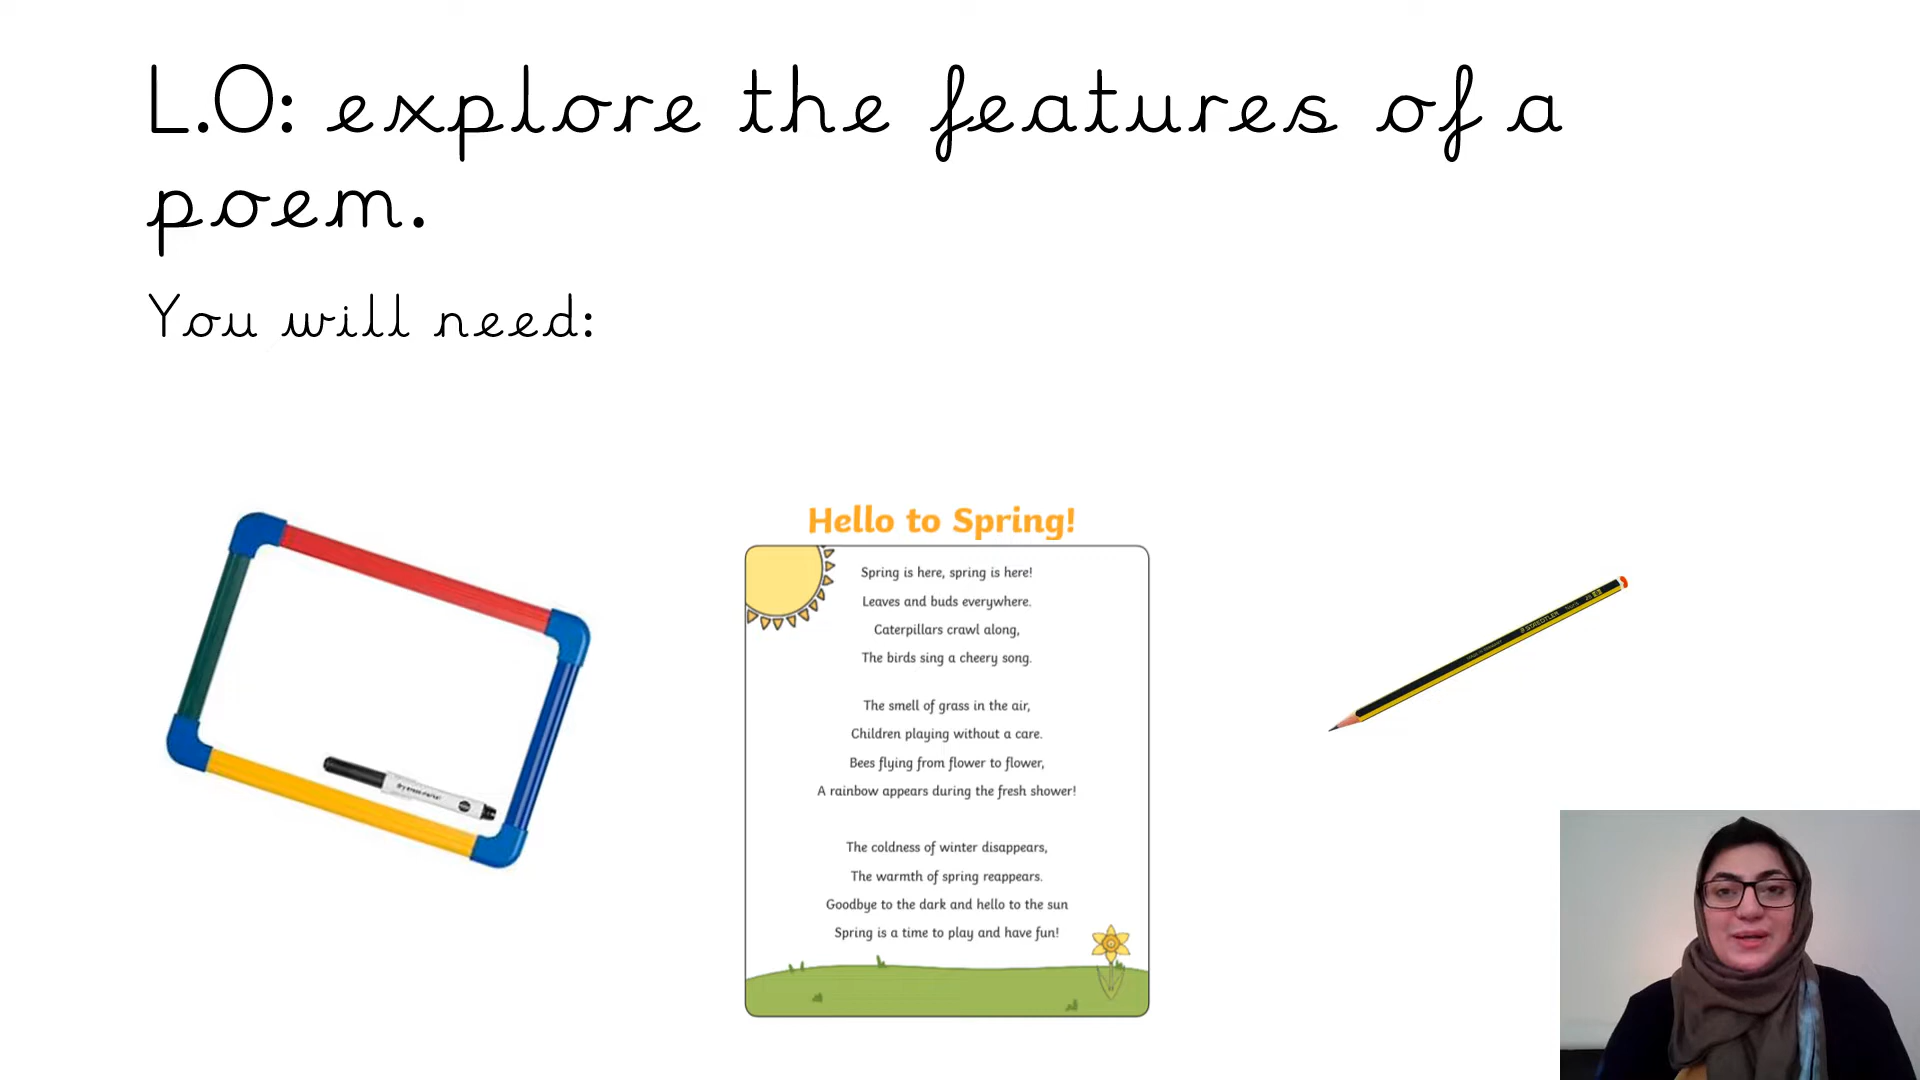 L.O: explore the features of a
poem.
You will need:
Hello to Spring!
Spring is here, spring is here!
Leaves and buds everywhere.
Caterpillars crawl along,
The birds sing a cheery song.
The smell of grass in the air,
Children playing without a care.
Bees flying from flower to flower,
A rainbow appears during the fresh shower!
The coldness of winter disappears,
The warmth of spring reappears.
Goodbye to the dark and hello to the sun
Spring is a time to play and have fun!
STAEDTLER